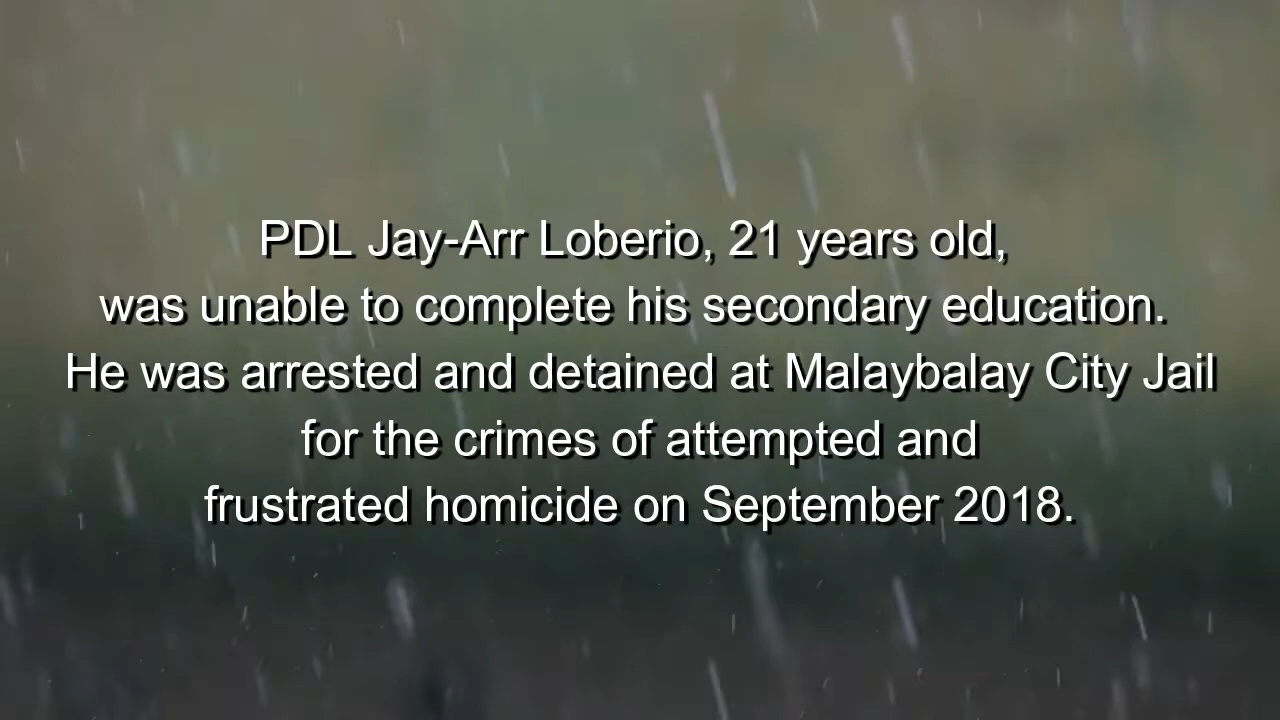 PDL Jay-Arr Loberio, 21 years old,
was unable to complete his secondary education.
He was arrested and detained at Malaybalay City Jail
for the crimes of attempted and
frustrated homicide on September 2018.